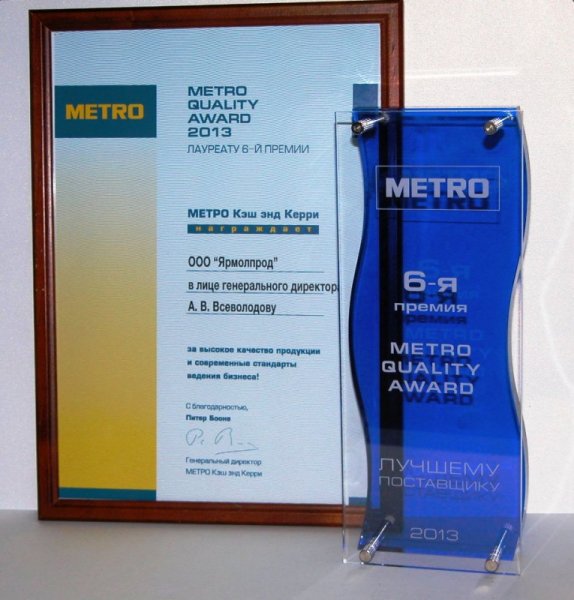 METRO
METRO
QUALITY
AWARD
2013
ЛАУРЕАТУ 6-Й ПРЕМИИ
МЕТРО Кэш энд Керри
награждает
ООО "Ярмолпрод"
в лице генерального директора
А. В. Всеволодову
за высокое качество продукции
и современные стандарты
ведения бизнеса!
С благодарностью,
Питер Бооне
Генеральный директор
МЕТРО Кэш энд Керри
METRO
6-я
премия
METRO
QUALITY
AWARD
ЛУЧШЕМУ
ПОСТАВЩИКУ
2013